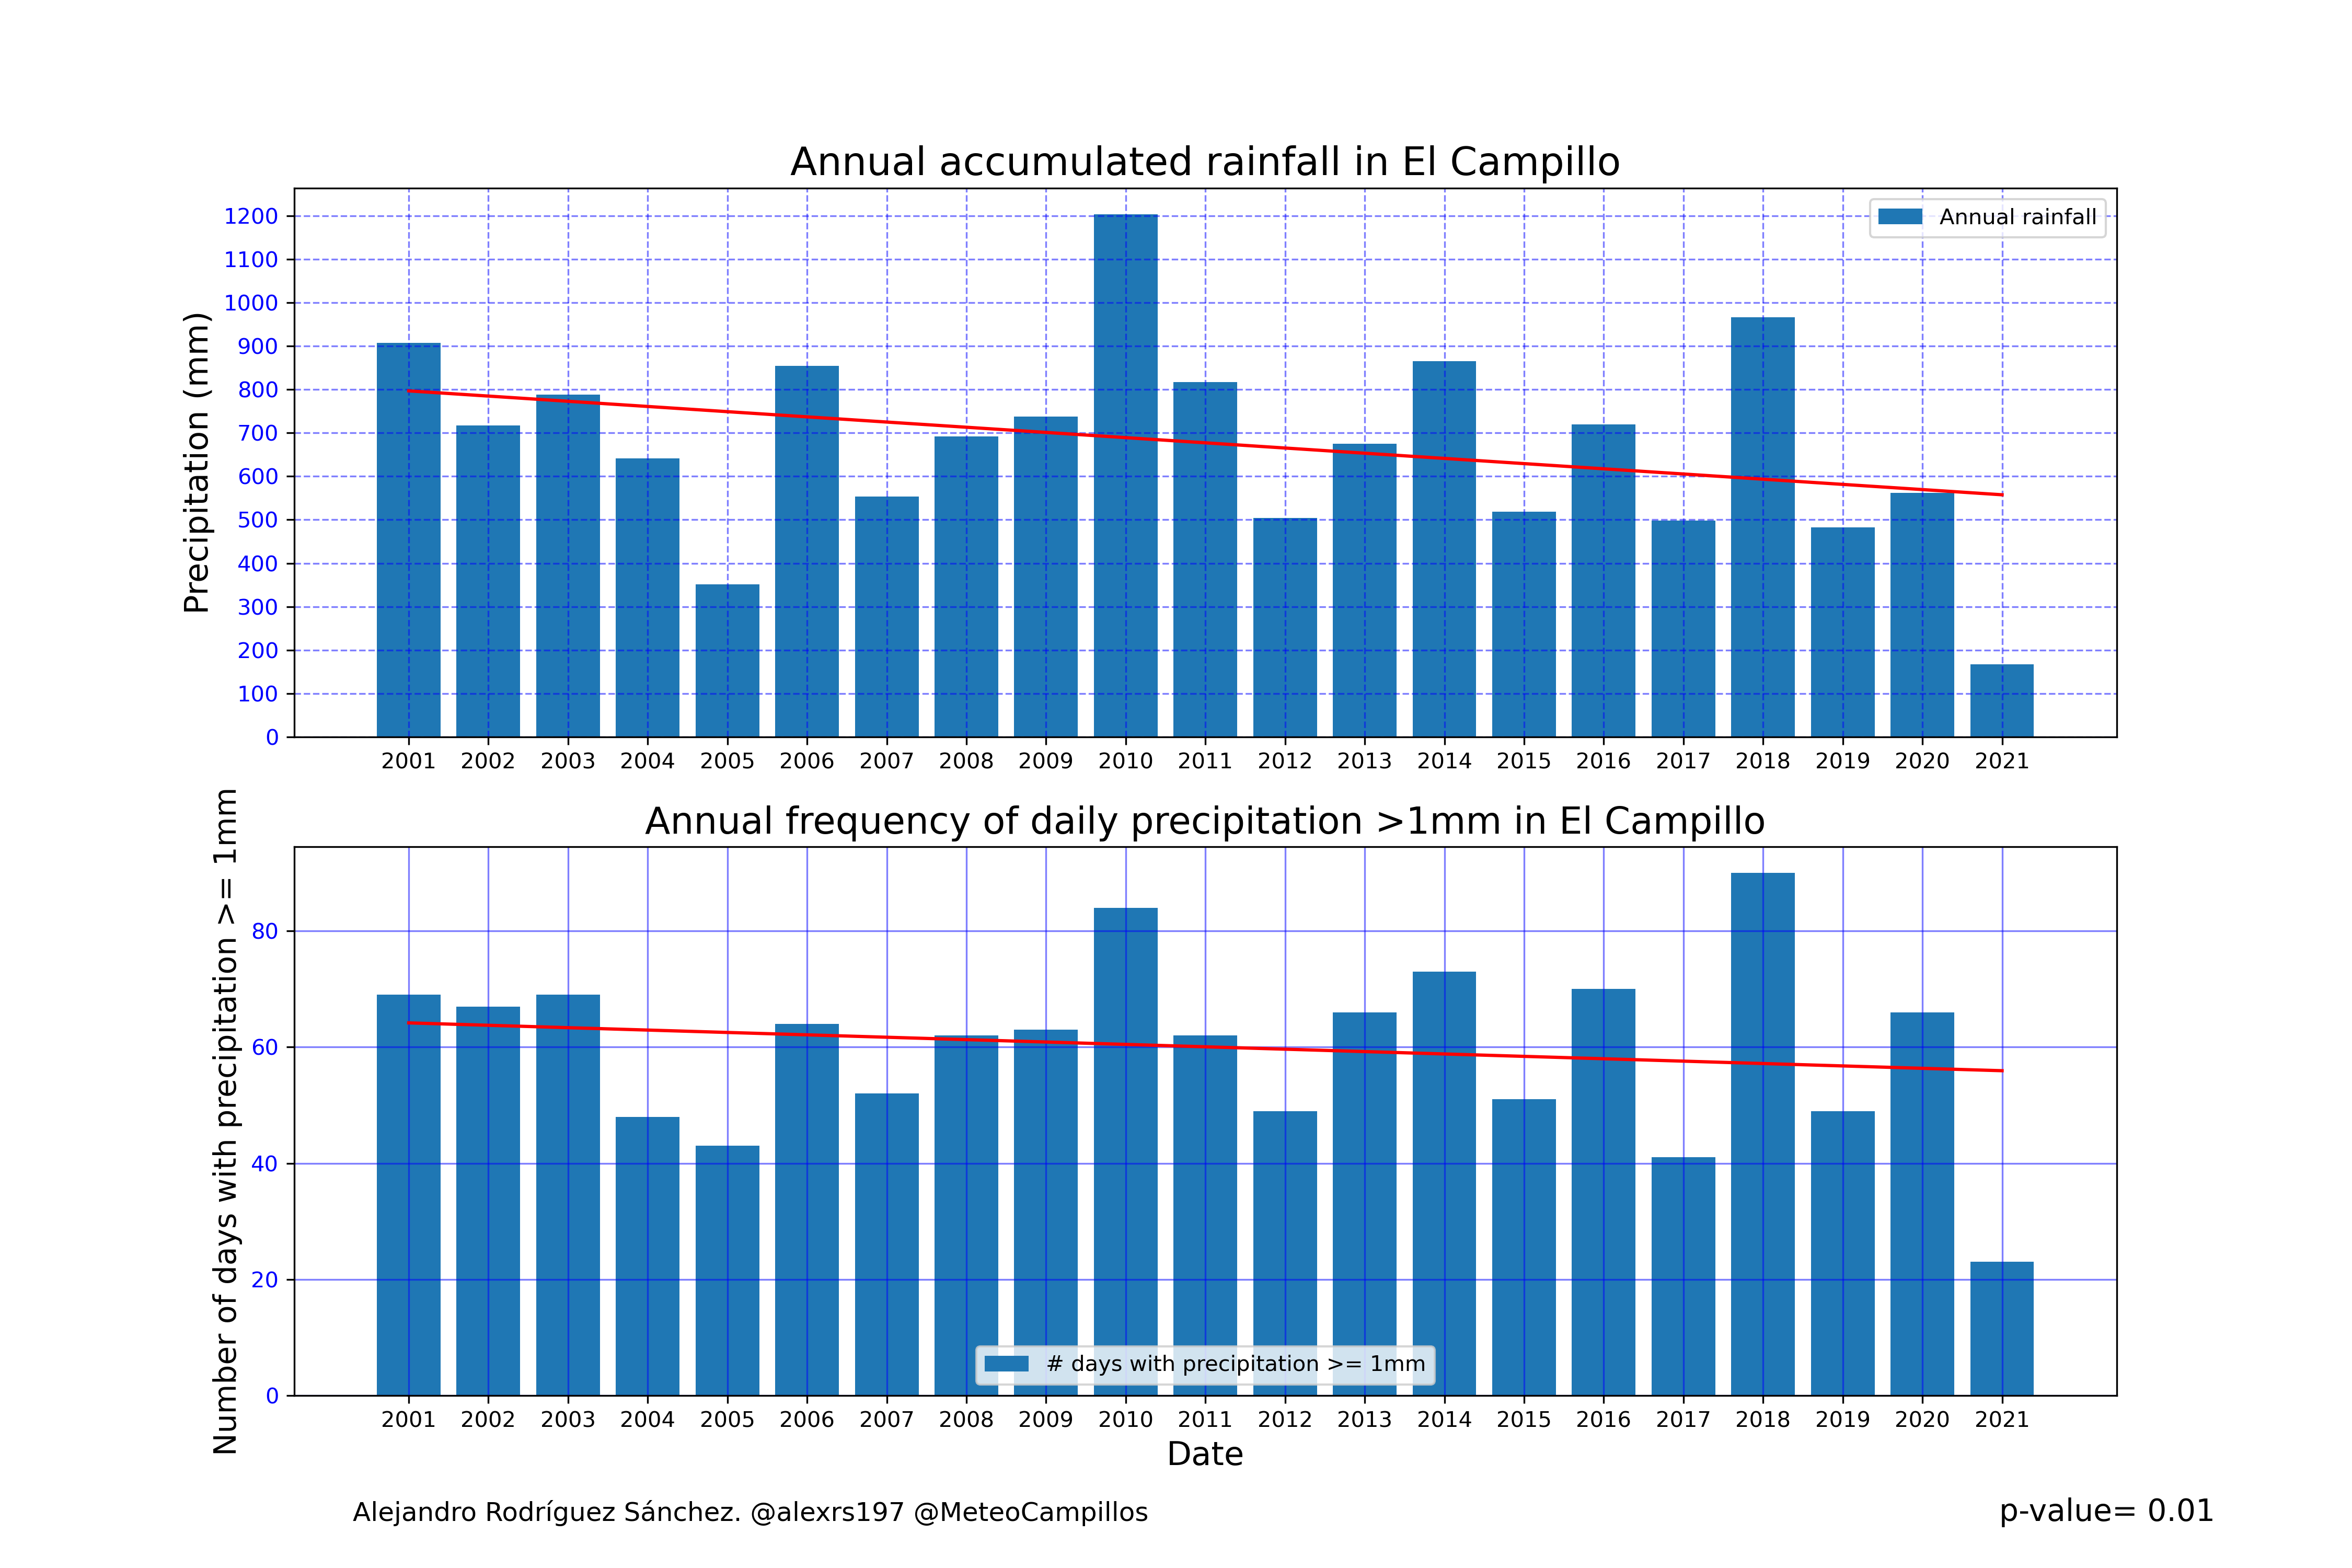 Annual accumulated rainfall in El Campillo
Precipitation (mm)
1200
1100
1000
900
800
700
600
500
400
300
200
100
0
Annual rainfall
2001 2002 2003 2004 2005 2006 2007 2008 2009 2010 2011 2012 2013 2014 2015 2016 2017 2018 2019 2020 2021
Annual frequency of daily precipitation >1mm in El Campillo
Number of days with precipitation >= 1mm
80
60
40
20
0
# days with precipitation >= 1mm
2001 2002 2003 2004 2005 2006 2007 2008 2009 2010 2011 2012 2013 2014 2015 2016 2017 2018 2019 2020 2021
Date
Alejandro Rodríguez Sánchez. @alexrs197 @MeteoCampillos
p-value= 0.01